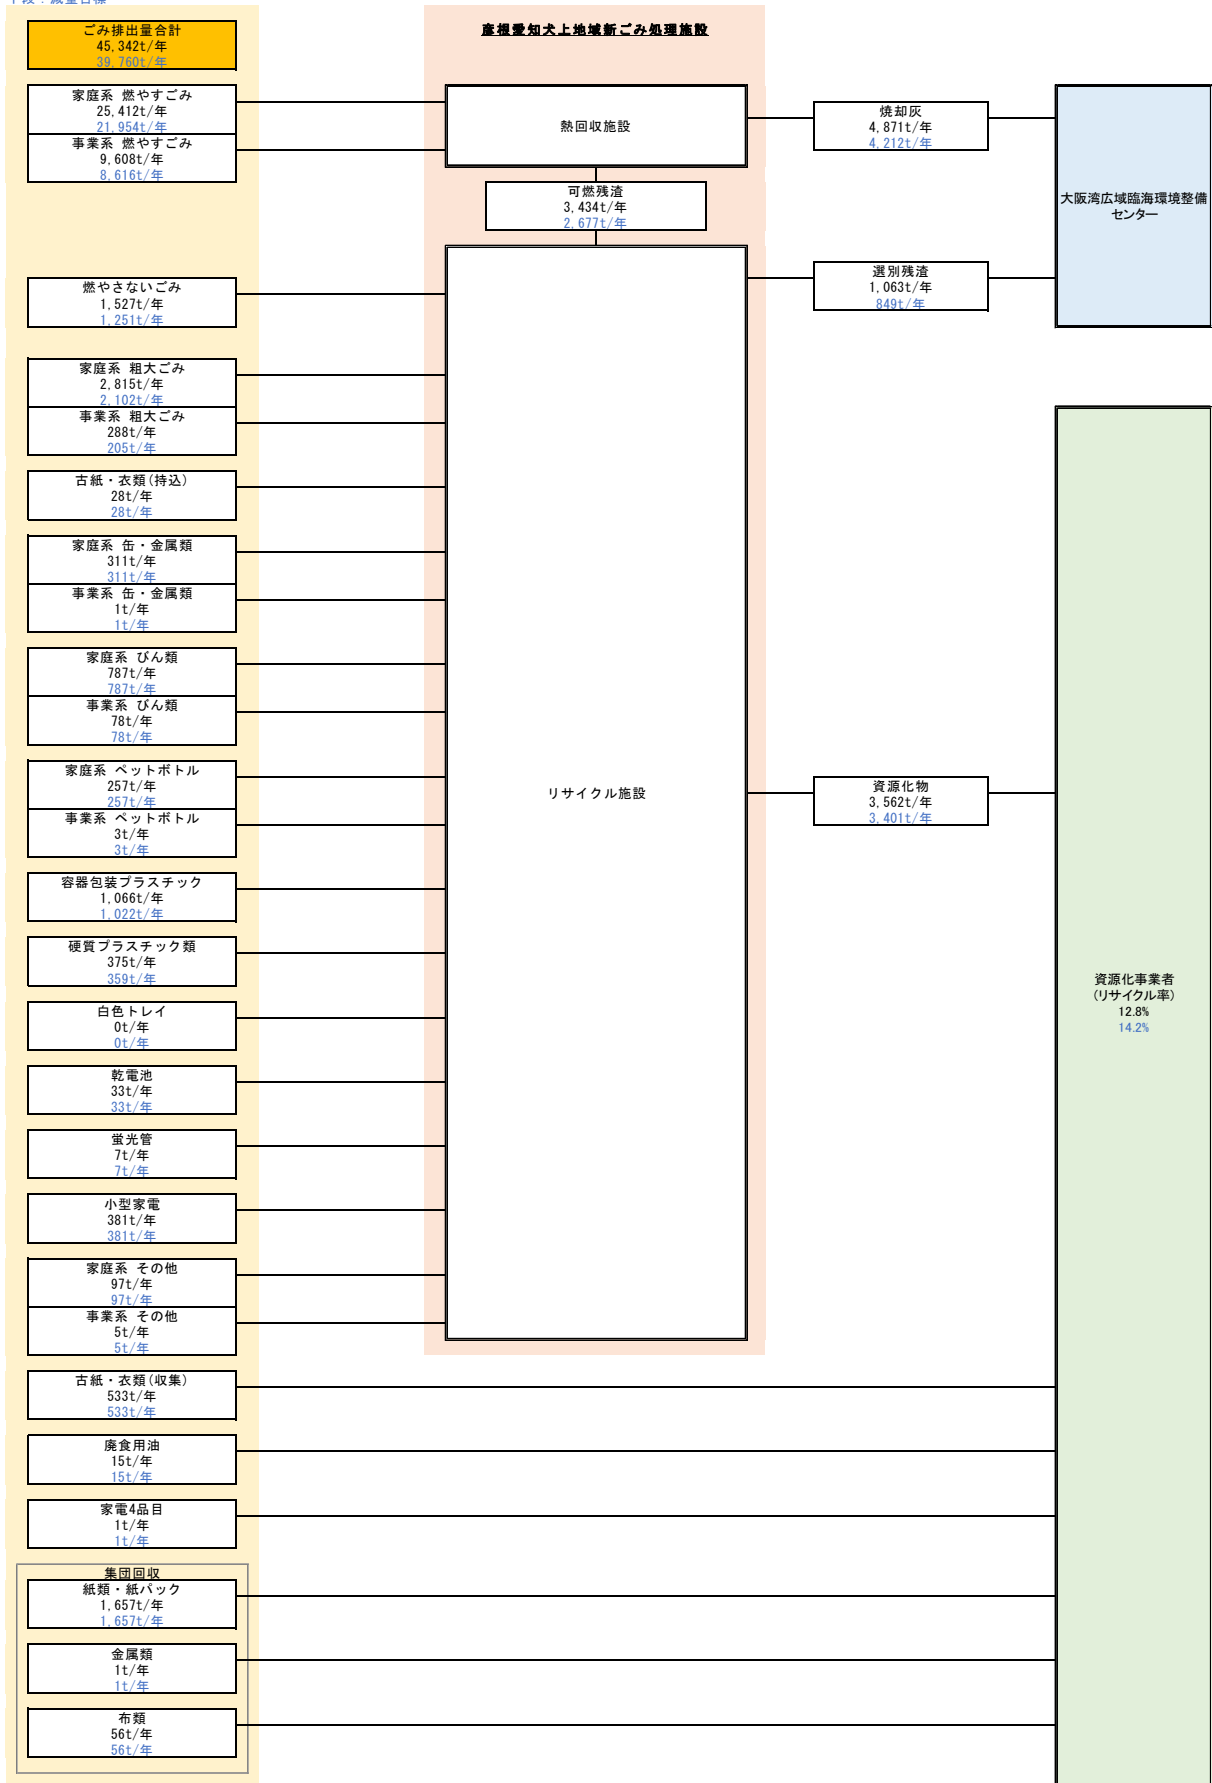 下段：減量目標
ごみ排出量合計
45,342t/年
39,760t/年
彦根愛知犬上地域新ごみ処理施設
家庭系 燃やすごみ
25,412t/年
21,954t/年
事業系 燃やすごみ
9,608t/年
8,616t/年
熱回収施設
焼却灰
4,871t/年
4,212t/年
大阪湾広域臨海環境整備
センター
可燃残渣
3,434t/年
2,677t/年
選別残渣
1,063t/年
849t/年
燃やさないごみ
1,527t/年
1,251t/年
家庭系 粗大ごみ
2,815t/年
2,102t/年
事業系 粗大ごみ
288t/年
205t/年
古紙・衣類(持込)
28t/年
28t/年
家庭系 缶・金属類
311t/年
311t/年
事業系 缶・金属類
1t/年
1t/年
家庭系 びん類
787t/年
787t/年
事業系 びん類
78t/年
78t/年
家庭系 ペットボトル
257t/年
257t/年
事業系 ペットボトル
3t/年
3t/年
リサイクル施設
資源化物
3,562t/年
3,401t/年
容器包装プラスチック
1,066t/年
1,022t/年
硬質プラスチック類
375t/年
359t/年
資源化事業者
(リサイクル率)
12.8%
14.2%
白色トレイ
0t/年
0t/年
乾電池
33t/年
33t/年
蛍光管
7t/年
7t/年
小型家電
381t/年
381t/年
家庭系 その他
97t/年
97t/年
事業系 その他
5t/年
5t/年
古紙・衣類(収集)
533t/年
533t/年
廃食用油
15t/年
15t/年
家電4品目
1t/年
1t/年
集団回収
紙類・紙パック
1,657t/年
1,657t/年
金属類
1t/年
1t/年
布類
56t/年
56t/年